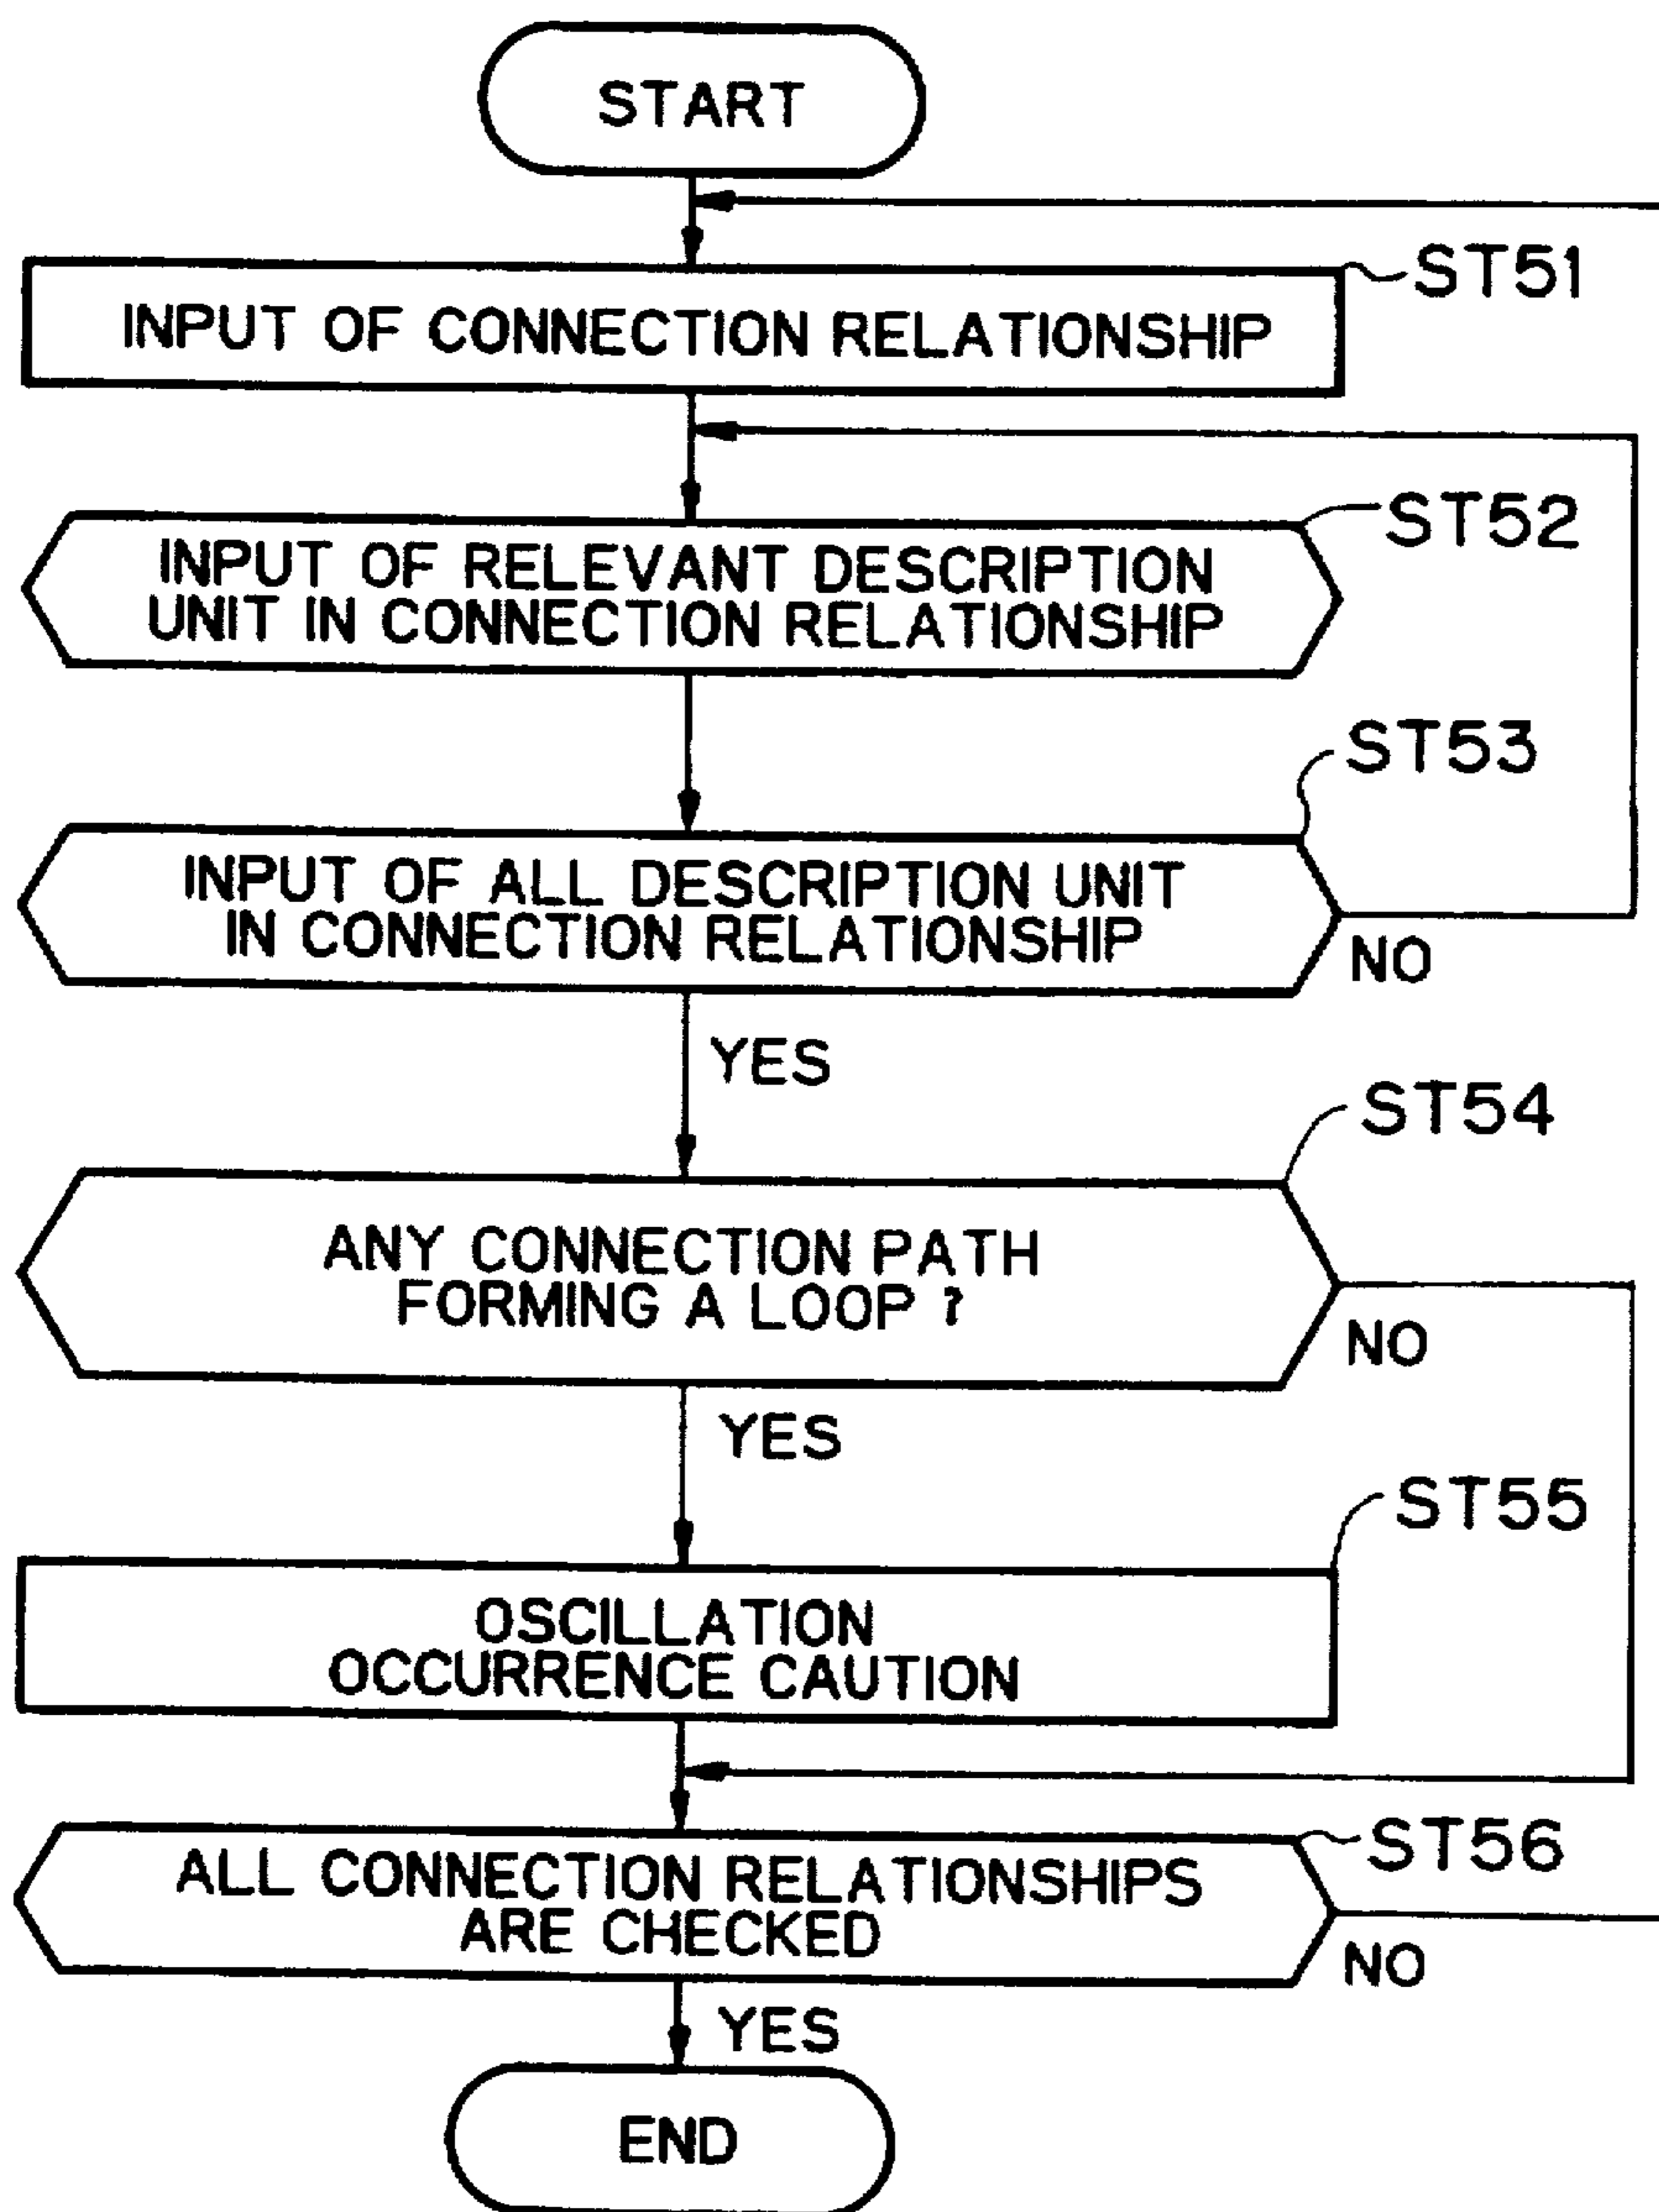 START
ST51
INPUT OF CONNECTION RELATIONSHIP
ST52
INPUT OF RELEVANT DESCRIPTION
UNIT IN CONNECTION RELATIONSHIP
ST53
INPUT OF ALL DESCRIPTION UNIT
IN CONNECTION RELATIONSHIP
NO
YES
ST54
ANY CONNECTION PATH
FORMING A LOOP ?
NO
YES
ST55
OSCILLATION
OCCURRENCE CAUTION
ST56
ALL CONNECTION RELATIONSHIPS
ARE CHECKED
NO
YES
END